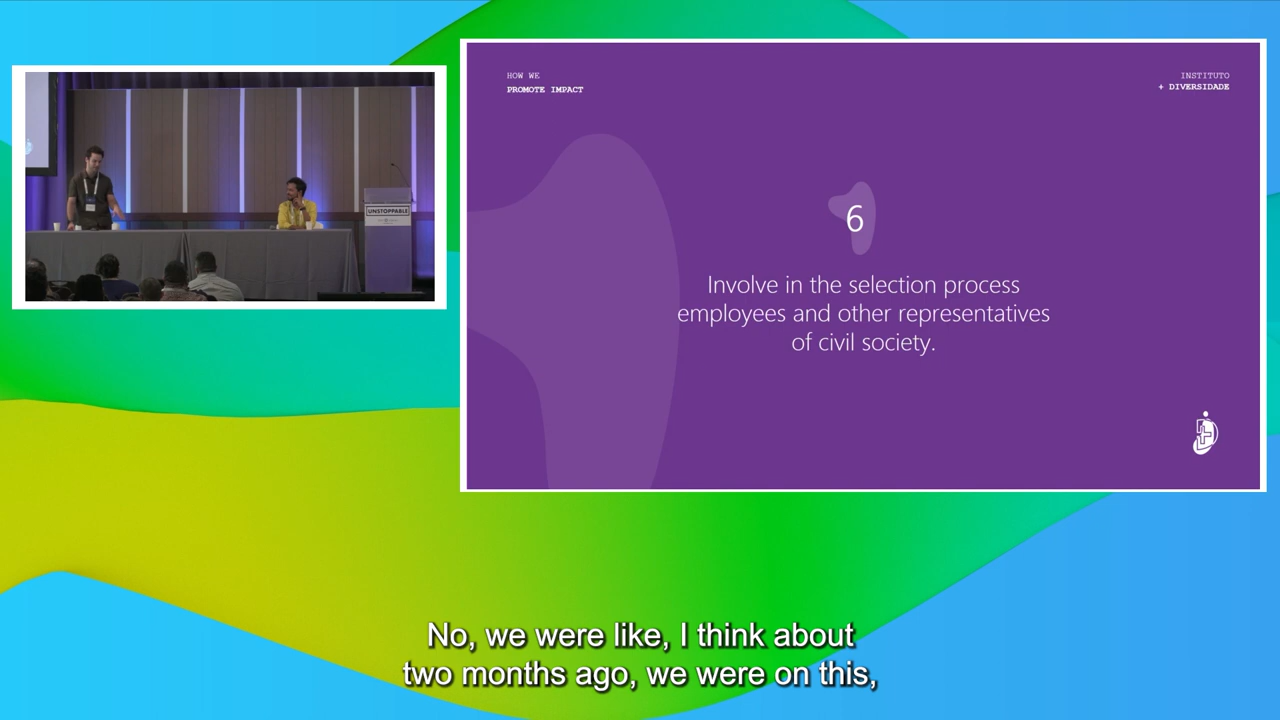 HOW WE
PROMOTE IMPACT
INSTITUTO
+ DIVERSIDADE
6
Involve in the selection process
employees and other representatives
of civil society.
UNSTOPPABLE
No, we were like, I think about
two months ago, we were on this,